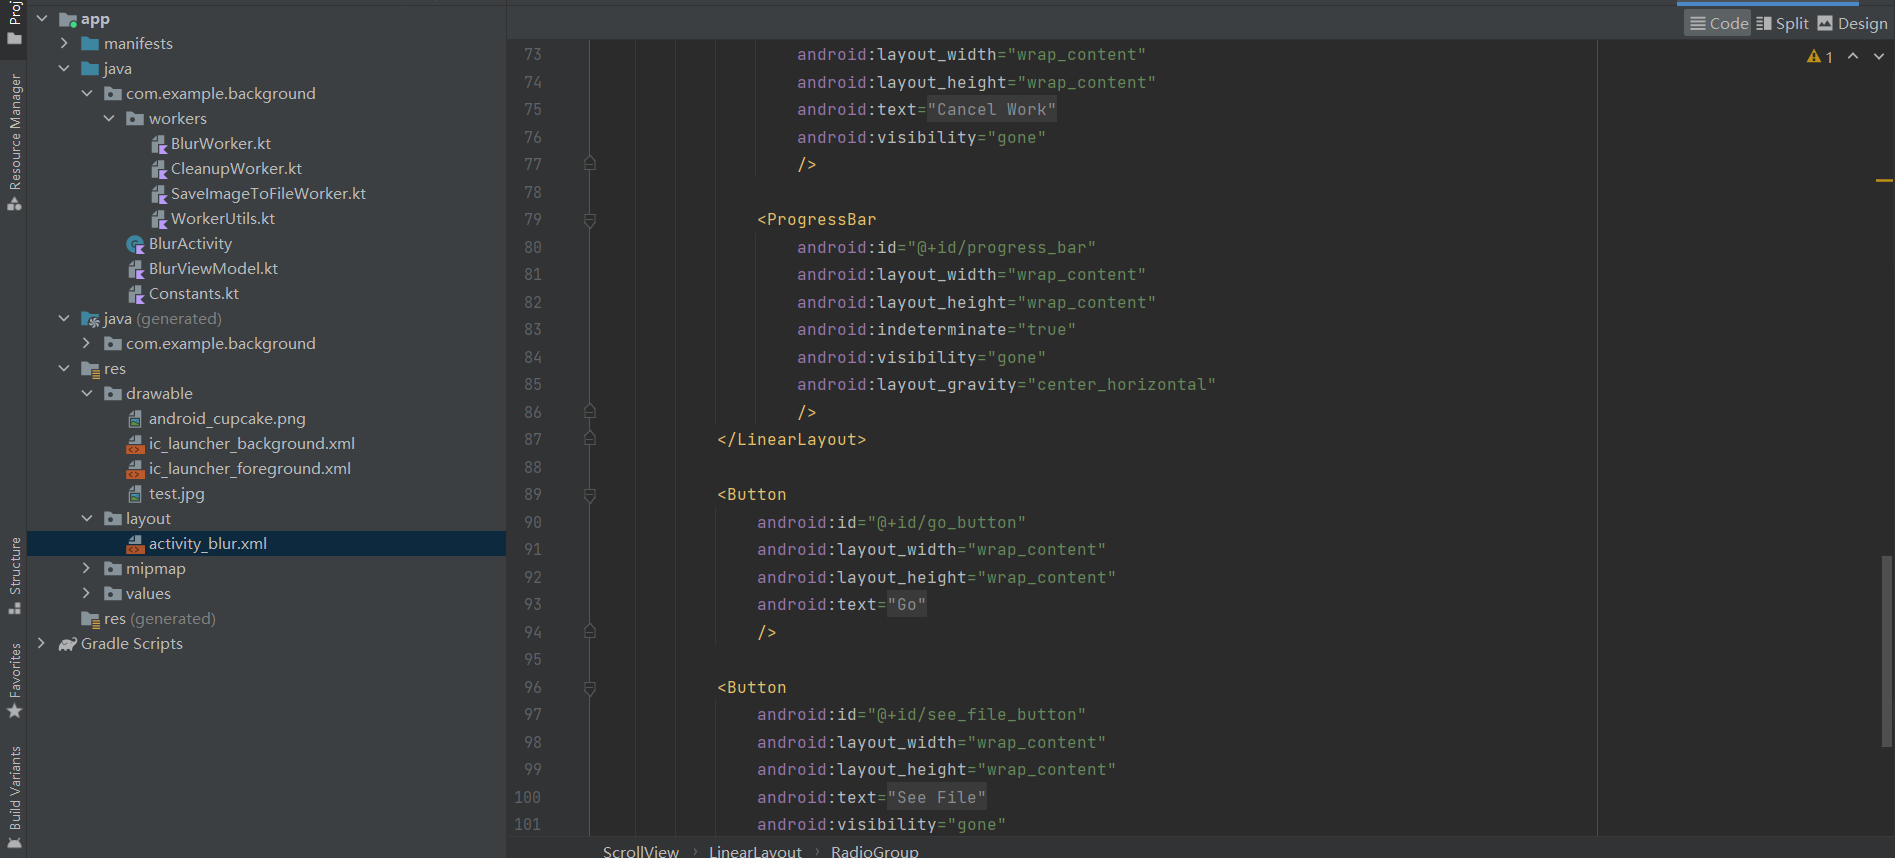 Proj
Resource Manager
Structure
Favorites
Build Variants
app
manifests
java
com.example.background
workers
BlurWorker.kt
CleanupWorker.kt
SaveImageToFileWorker.kt
WorkerUtils.kt
BlurActivity
BlurViewModel.kt
Constants.kt
java (generated)
com.example.background
res
drawable
android_cupcake.png
ic_launcher_background.xml
ic_launcher_foreground.xml
test.jpg
layout
activity_blur.xml
mipmap
values
res (generated)
Gradle Scripts
Code Split Design
1
73 android:layout_width="wrap_content"
74 android:layout_height="wrap_content"
75 android:text="Cancel Work"
76 android:visibility="gone"
77 />
78
79 <ProgressBar
80 android:id="@+id/progress_bar"
81 android:layout_width="wrap_content"
82 android:layout_height="wrap_content"
83 android:indeterminate="true"
84 android:visibility="gone"
85 android:layout_gravity="center_horizontal"
86 />
87 </LinearLayout>
88
89 <Button
90 android:id="@+id/go_button"
91 android:layout_width="wrap_content"
92 android:layout_height="wrap_content"
93 android:text="Go"
94 />
95
96 <Button
97 android:id="@+id/see_file_button"
98 android:layout_width="wrap_content"
99 android:layout_height="wrap_content"
100 android:text="See File"
101 android:visibility="gone"
ScrollView › LinearLayout › RadioGroup